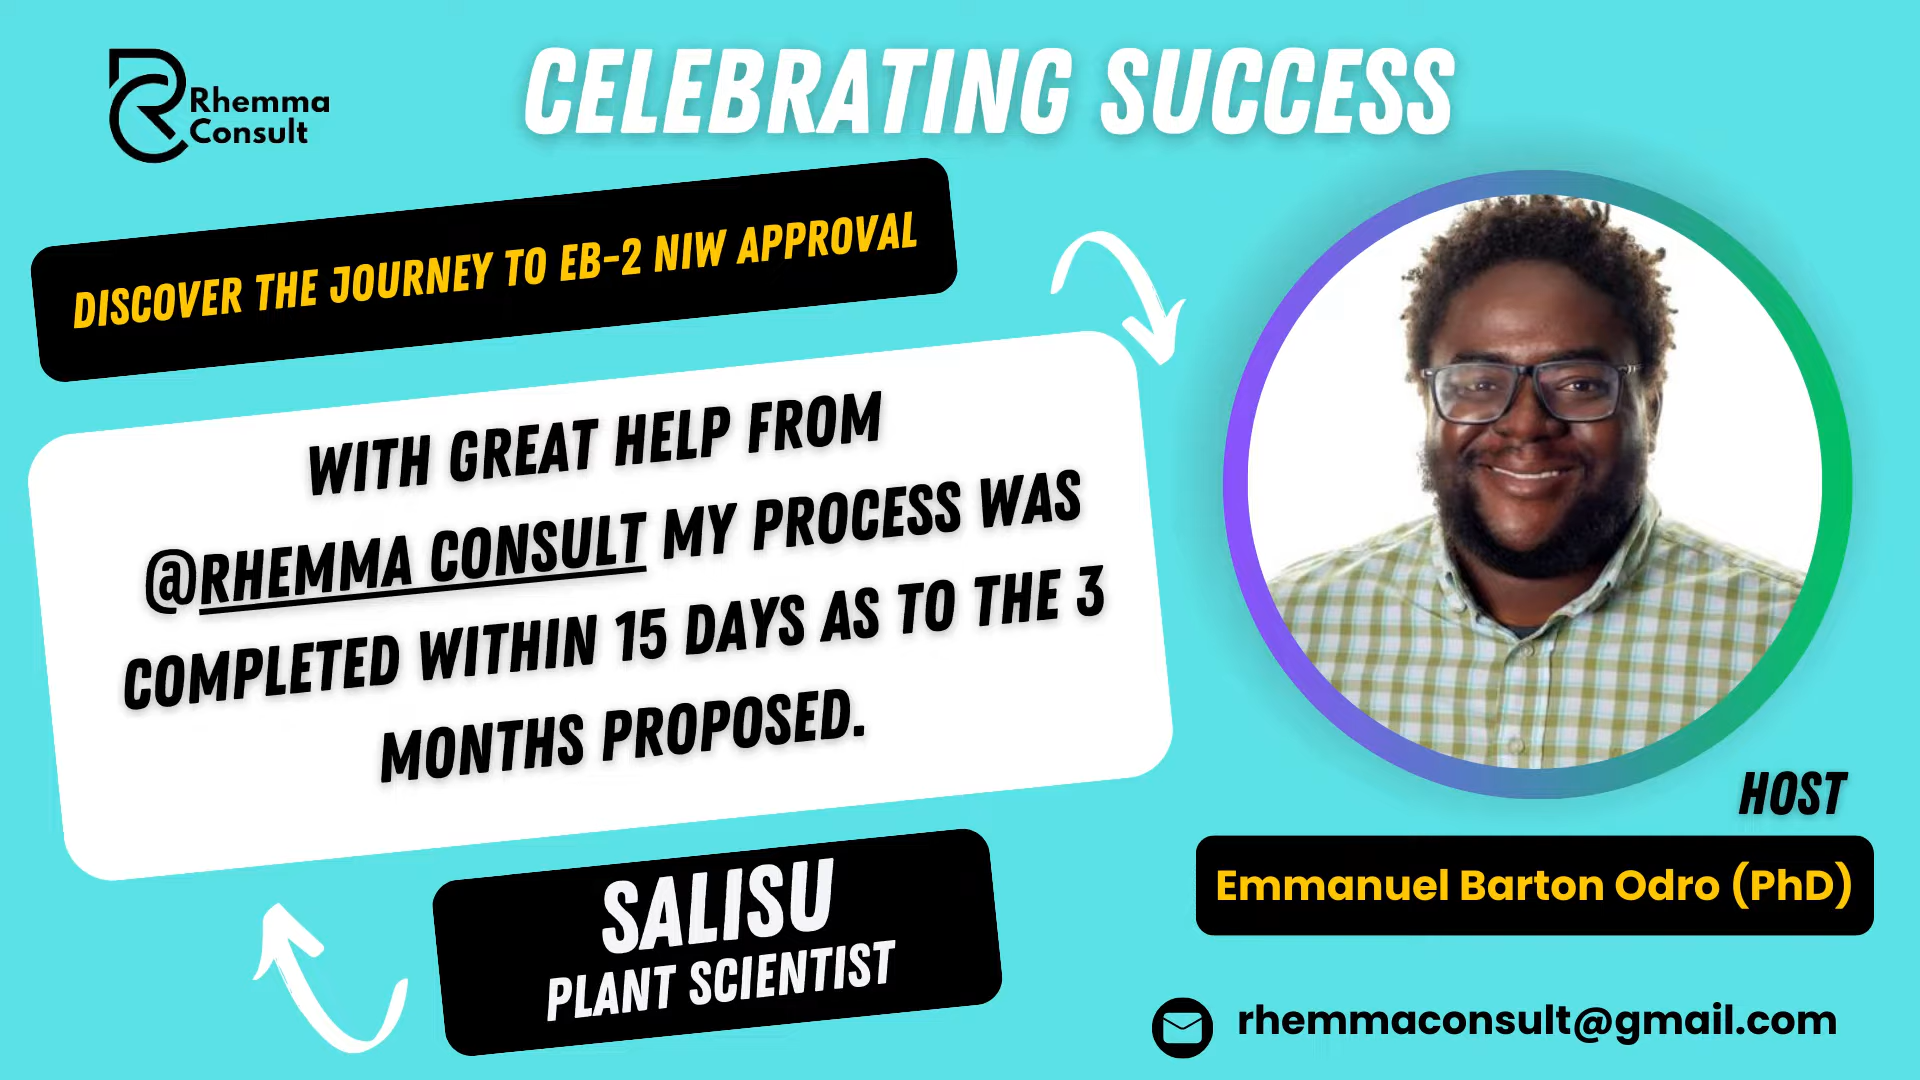 Rhemma
Consult
CELEBRATING SUCCESS
DISCOVER THE JOURNEY TO EB-2 NIW APPROVAL
WITH GREAT HELP FROM
@RHEMMA CONSULT MY PROCESS WAS
COMPLETED WITHIN 15 DAYS AS TO THE 3
MONTHS PROPOSED.
SALISU
PLANT SCIENTIST
HOST
Emmanuel Barton Odro (PhD)
rhemmaconsult@gmail.com